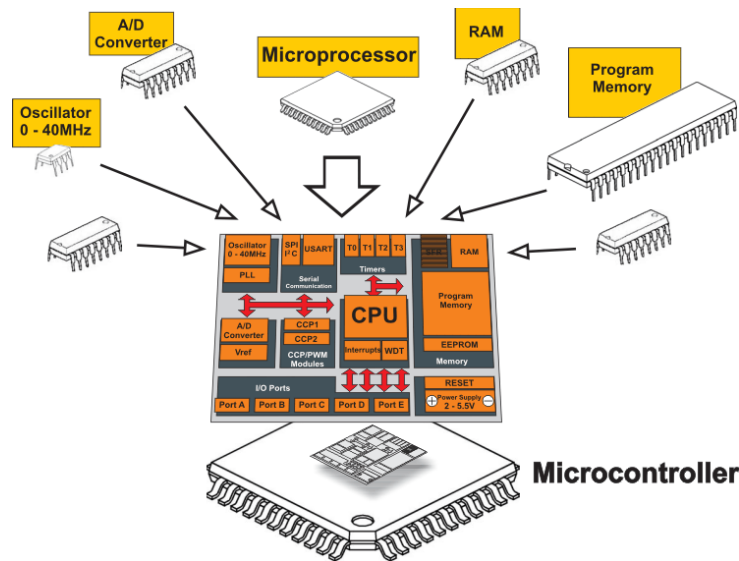 A/D
Converter
Microprocessor
RAM
Program
Memory
Oscillator
0 - 40MHz
Oscillator
0 - 40MHz
PLL
SPI
I²C
USART
Serial
Communication
T0 T1 T2 T3
Timers
RAM
Program
Memory
EEPROM
Memory
A/D
Converter
Vref
CCP1
CCP2
CCP/PWM
Modules
CPU
Interrupts
WDT
I/O Ports
Port A Port B Port C Port D Port E
RESET
Power Supply
2 - 5.5V
+ −
Microcontroller